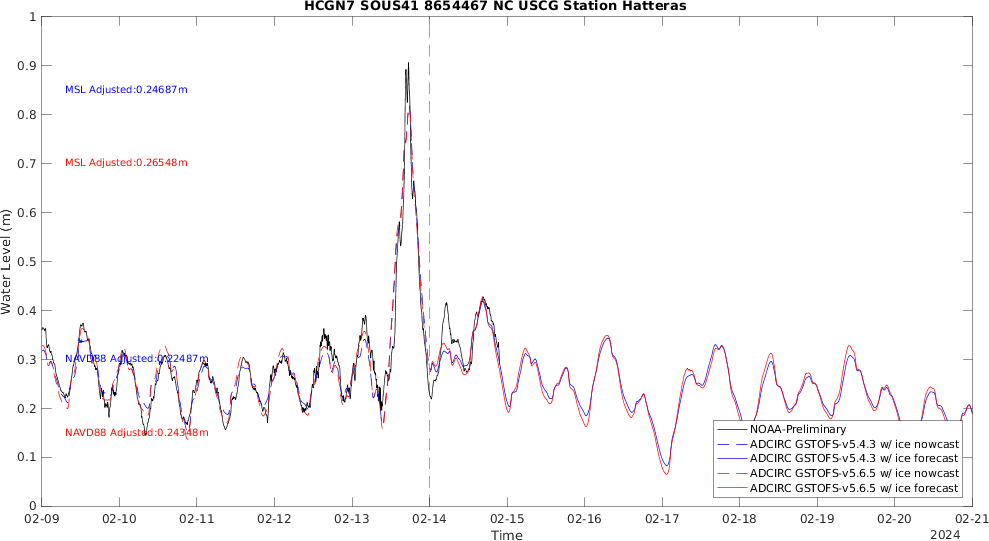 HCGN7 SOUS41 8654467 NC USCG Station Hatteras
1
0.9
MSL Adjusted:0.24687m
0.8
0.7
MSL Adjusted:0.26548m
0.6
0.5
Water Level (m)
0.4
0.3
NAVD88 Adjusted:0.22487m
0.2
NAVD88 Adjusted:0.24348m
0.1
0
NOAA-Preliminary
ADCIRC GSTOFS-v5.4.3 w/ ice nowcast
ADCIRC GSTOFS-v5.4.3 w/ ice forecast
ADCIRC GSTOFS-v5.6.5 w/ ice nowcast
ADCIRC GSTOFS-v5.6.5 w/ ice forecast
02-09 02-10 02-11 02-12 02-13 02-14 02-15 02-16 02-17 02-18 02-19 02-20 02-21
Time
2024